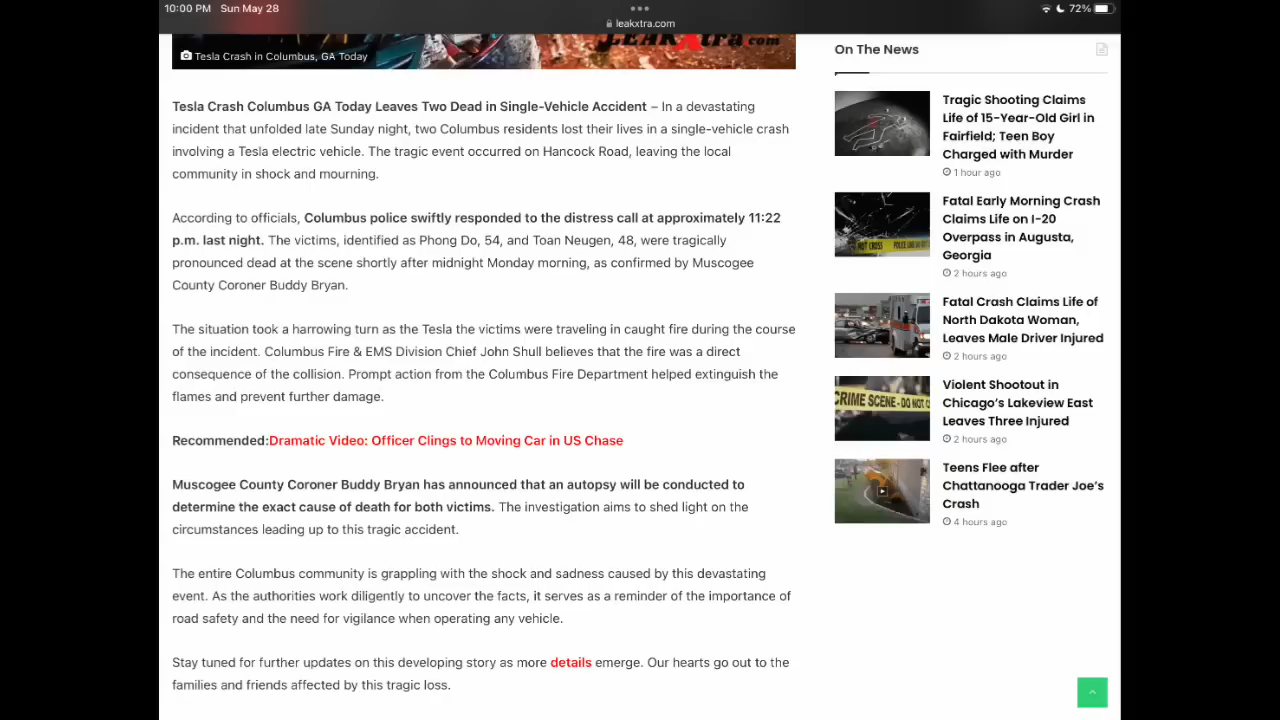 10:00 PM Sun May 28
72%
leakxtra.com
LEAKXtra.com
Tesla Crash in Columbus, GA Today
Tesla Crash Columbus GA Today Leaves Two Dead in Single-Vehicle Accident – In a devastating
incident that unfolded late Sunday night, two Columbus residents lost their lives in a single-vehicle crash
involving a Tesla electric vehicle. The tragic event occurred on Hancock Road, leaving the local
community in shock and mourning.
According to officials, Columbus police swiftly responded to the distress call at approximately 11:22
p.m. last night. The victims, identified as Phong Do, 54, and Toan Neugen, 48, were tragically
pronounced dead at the scene shortly after midnight Monday morning, as confirmed by Muscogee
County Coroner Buddy Bryan.
The situation took a harrowing turn as the Tesla the victims were traveling in caught fire during the course
of the incident. Columbus Fire & EMS Division Chief John Shull believes that the fire was a direct
consequence of the collision. Prompt action from the Columbus Fire Department helped extinguish the
flames and prevent further damage.
Recommended:Dramatic Video: Officer Clings to Moving Car in US Chase
Muscogee County Coroner Buddy Bryan has announced that an autopsy will be conducted to
determine the exact cause of death for both victims. The investigation aims to shed light on the
circumstances leading up to this tragic accident.
The entire Columbus community is grappling with the shock and sadness caused by this devastating
event. As the authorities work diligently to uncover the facts, it serves as a reminder of the importance of
road safety and the need for vigilance when operating any vehicle.
Stay tuned for further updates on this developing story as more details emerge. Our hearts go out to the
families and friends affected by this tragic loss.
On The News
Tragic Shooting Claims
Life of 15-Year-Old Girl in
Fairfield; Teen Boy
Charged with Murder
1 hour ago
Fatal Early Morning Crash
Claims Life on I-20
Overpass in Augusta,
Georgia
2 hours ago
NOT CROSS POLICE LINE DO
Fatal Crash Claims Life of
North Dakota Woman,
Leaves Male Driver Injured
2 hours ago
Violent Shootout in
Chicago's Lakeview East
Leaves Three Injured
2 hours ago
CRIME SCENE - DO NOT
Teens Flee after
Chattanooga Trader Joe's
Crash
4 hours ago